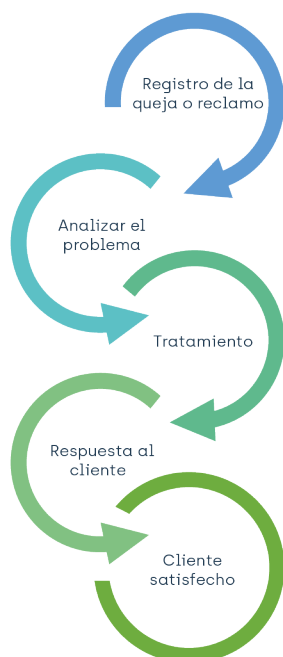 Registro de la
queja o reclamo
Analizar el
problema
Tratamiento
Respuesta al
cliente
Cliente
satisfecho